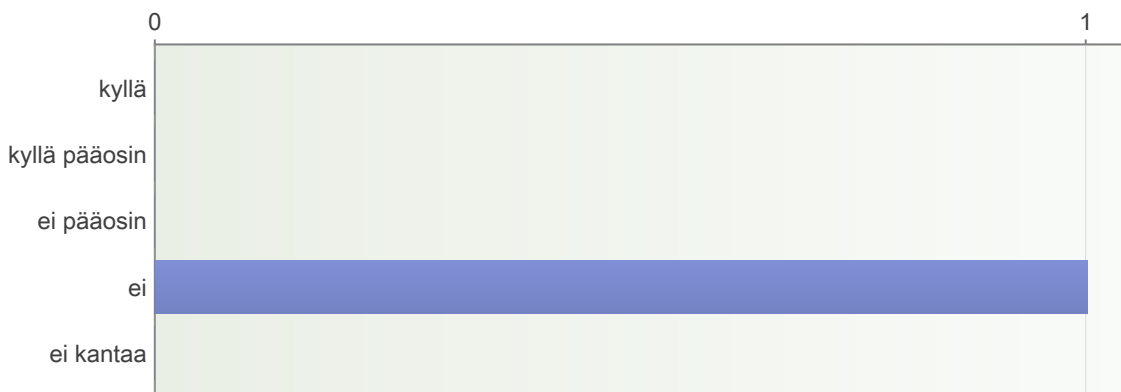 0 1
kyllä
kyllä pääosin
ei pääosin
ei
ei kantaa